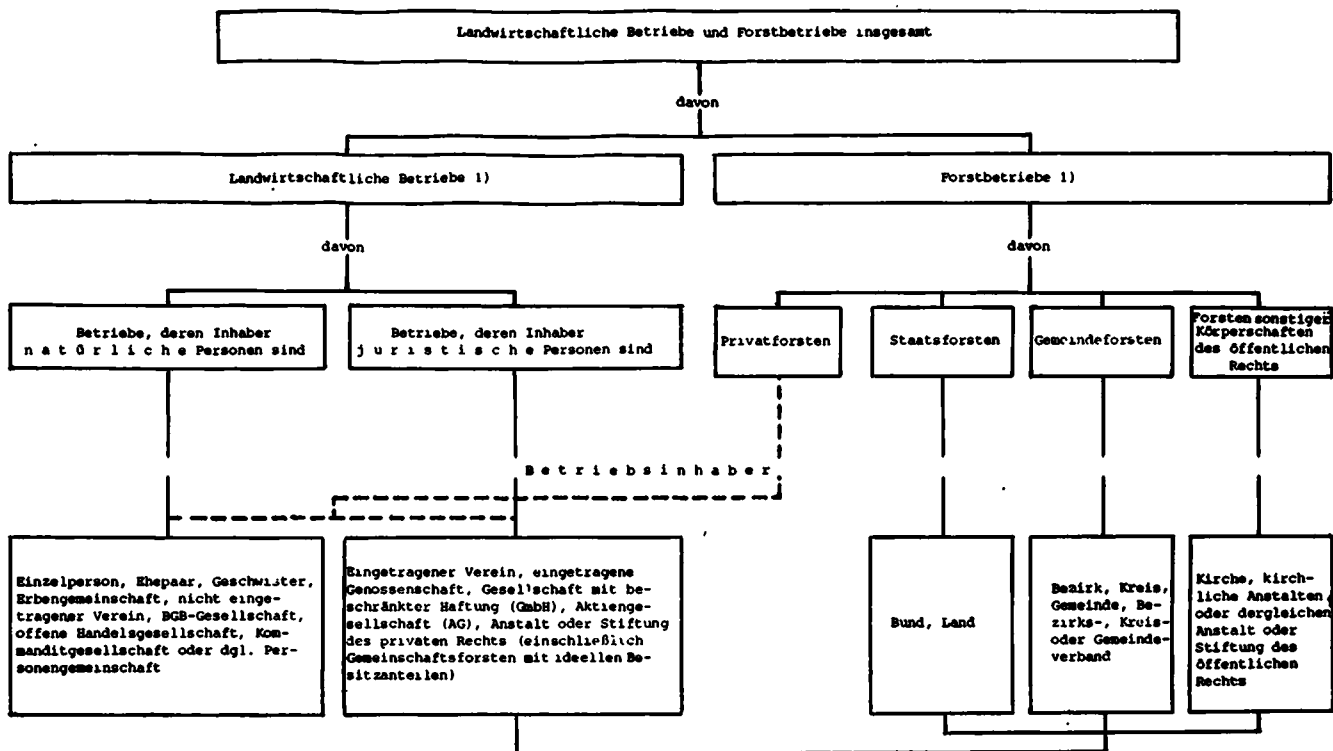 Landwirtschaftliche Betriebe und Forstbetriebe insgesamt
davon
Landwirtschaftliche Betriebe 1)
Forstbetriebe 1)
davon
davon
Betriebe, deren Inhaber
n a t ü r l i c h e Personen sind
Betriebe, deren Inhaber
j u r i s t i s c h e Personen sind
Privatforsten
Staatsforsten
Gemeindeforsten
Forsten sonstiger
Körperschaften
des öffentlichen
Rechts
B e t r i e b s i n h a b e r
Einzelperson, Ehepaar, Geschwister,
Erbengemeinschaft, nicht einge-
tragener Verein, BGB-Gesellschaft,
offene Handelsgesellschaft, Kom-
manditgesellschaft oder dgl. Per-
sonengemeinschaft
Eingetragener Verein, eingetragene
Genossenschaft, Gesellschaft mit be-
schränkter Haftung (GmbH), Aktienge-
sellschaft (AG), Anstalt oder Stiftung
des privaten Rechts (einschließlich
Gemeinschaftsforsten mit ideellen Be-
sitzanteilen)
Bund, Land
Bezirk, Kreis,
Gemeinde, Be-
zirks-, Kreis-
oder Gemeinde-
verband
Kirche, kirch-
liche Anstalten
oder dergleichen
Anstalt oder
Stiftung des
öffentlichen
Rechts